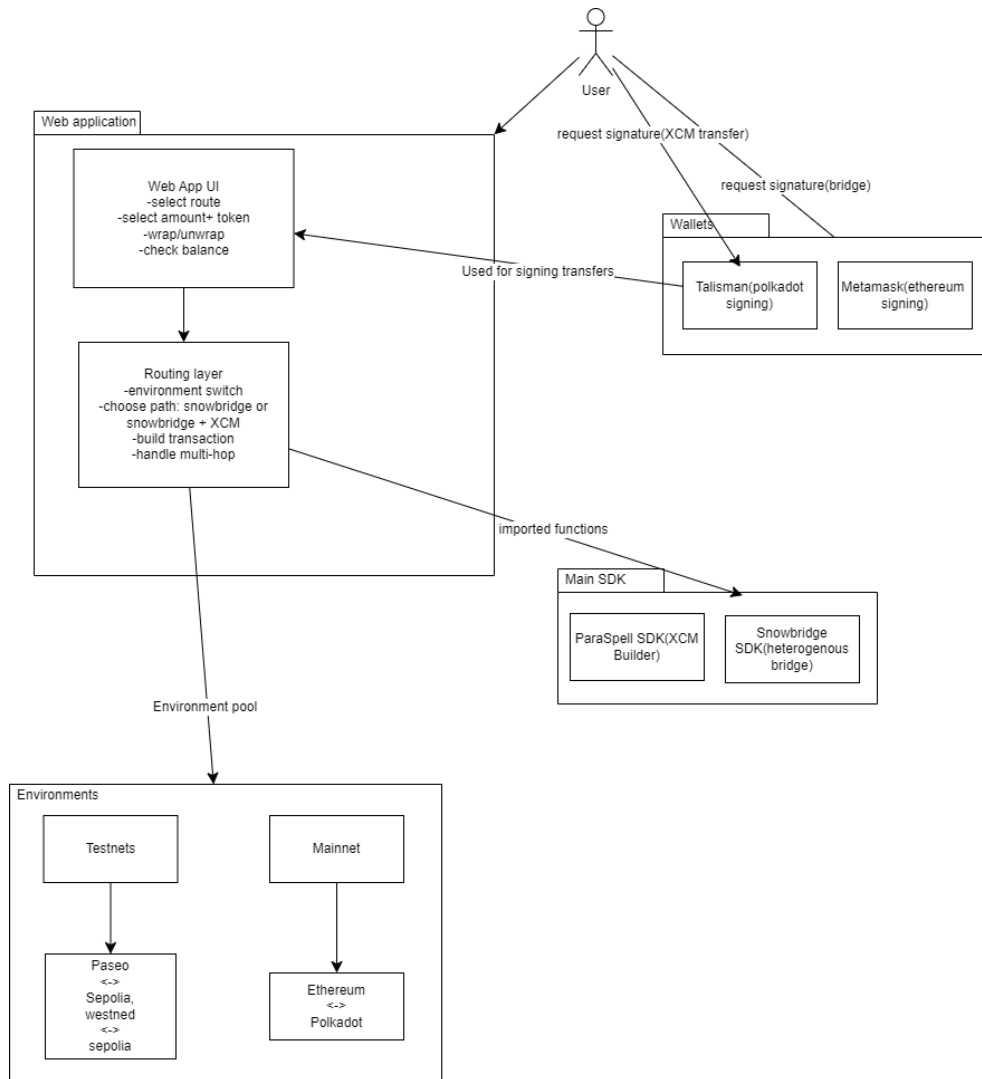 User
Web application
request signature(XCM transfer)
Web App UI
-select route
-select amount+ token
-wrap/unwrap
-check balance
request signature(bridge)
Wallets
Used for signing transfers
Talisman(polkadot
signing)
Metamask(ethereum
signing)
Routing layer
-environment switch
-choose path: snowbridge or
snowbridge + XCM
-build transaction
-handle multi-hop
imported functions
Main SDK
ParaSpell SDK(XCM
Builder)
Snowbridge
SDK(heterogenous
bridge)
Environment pool
Environments
Testnets
Mainnet
Paseo
<->
Sepolia,
westned
<->
sepolia
Ethereum
<->
Polkadot